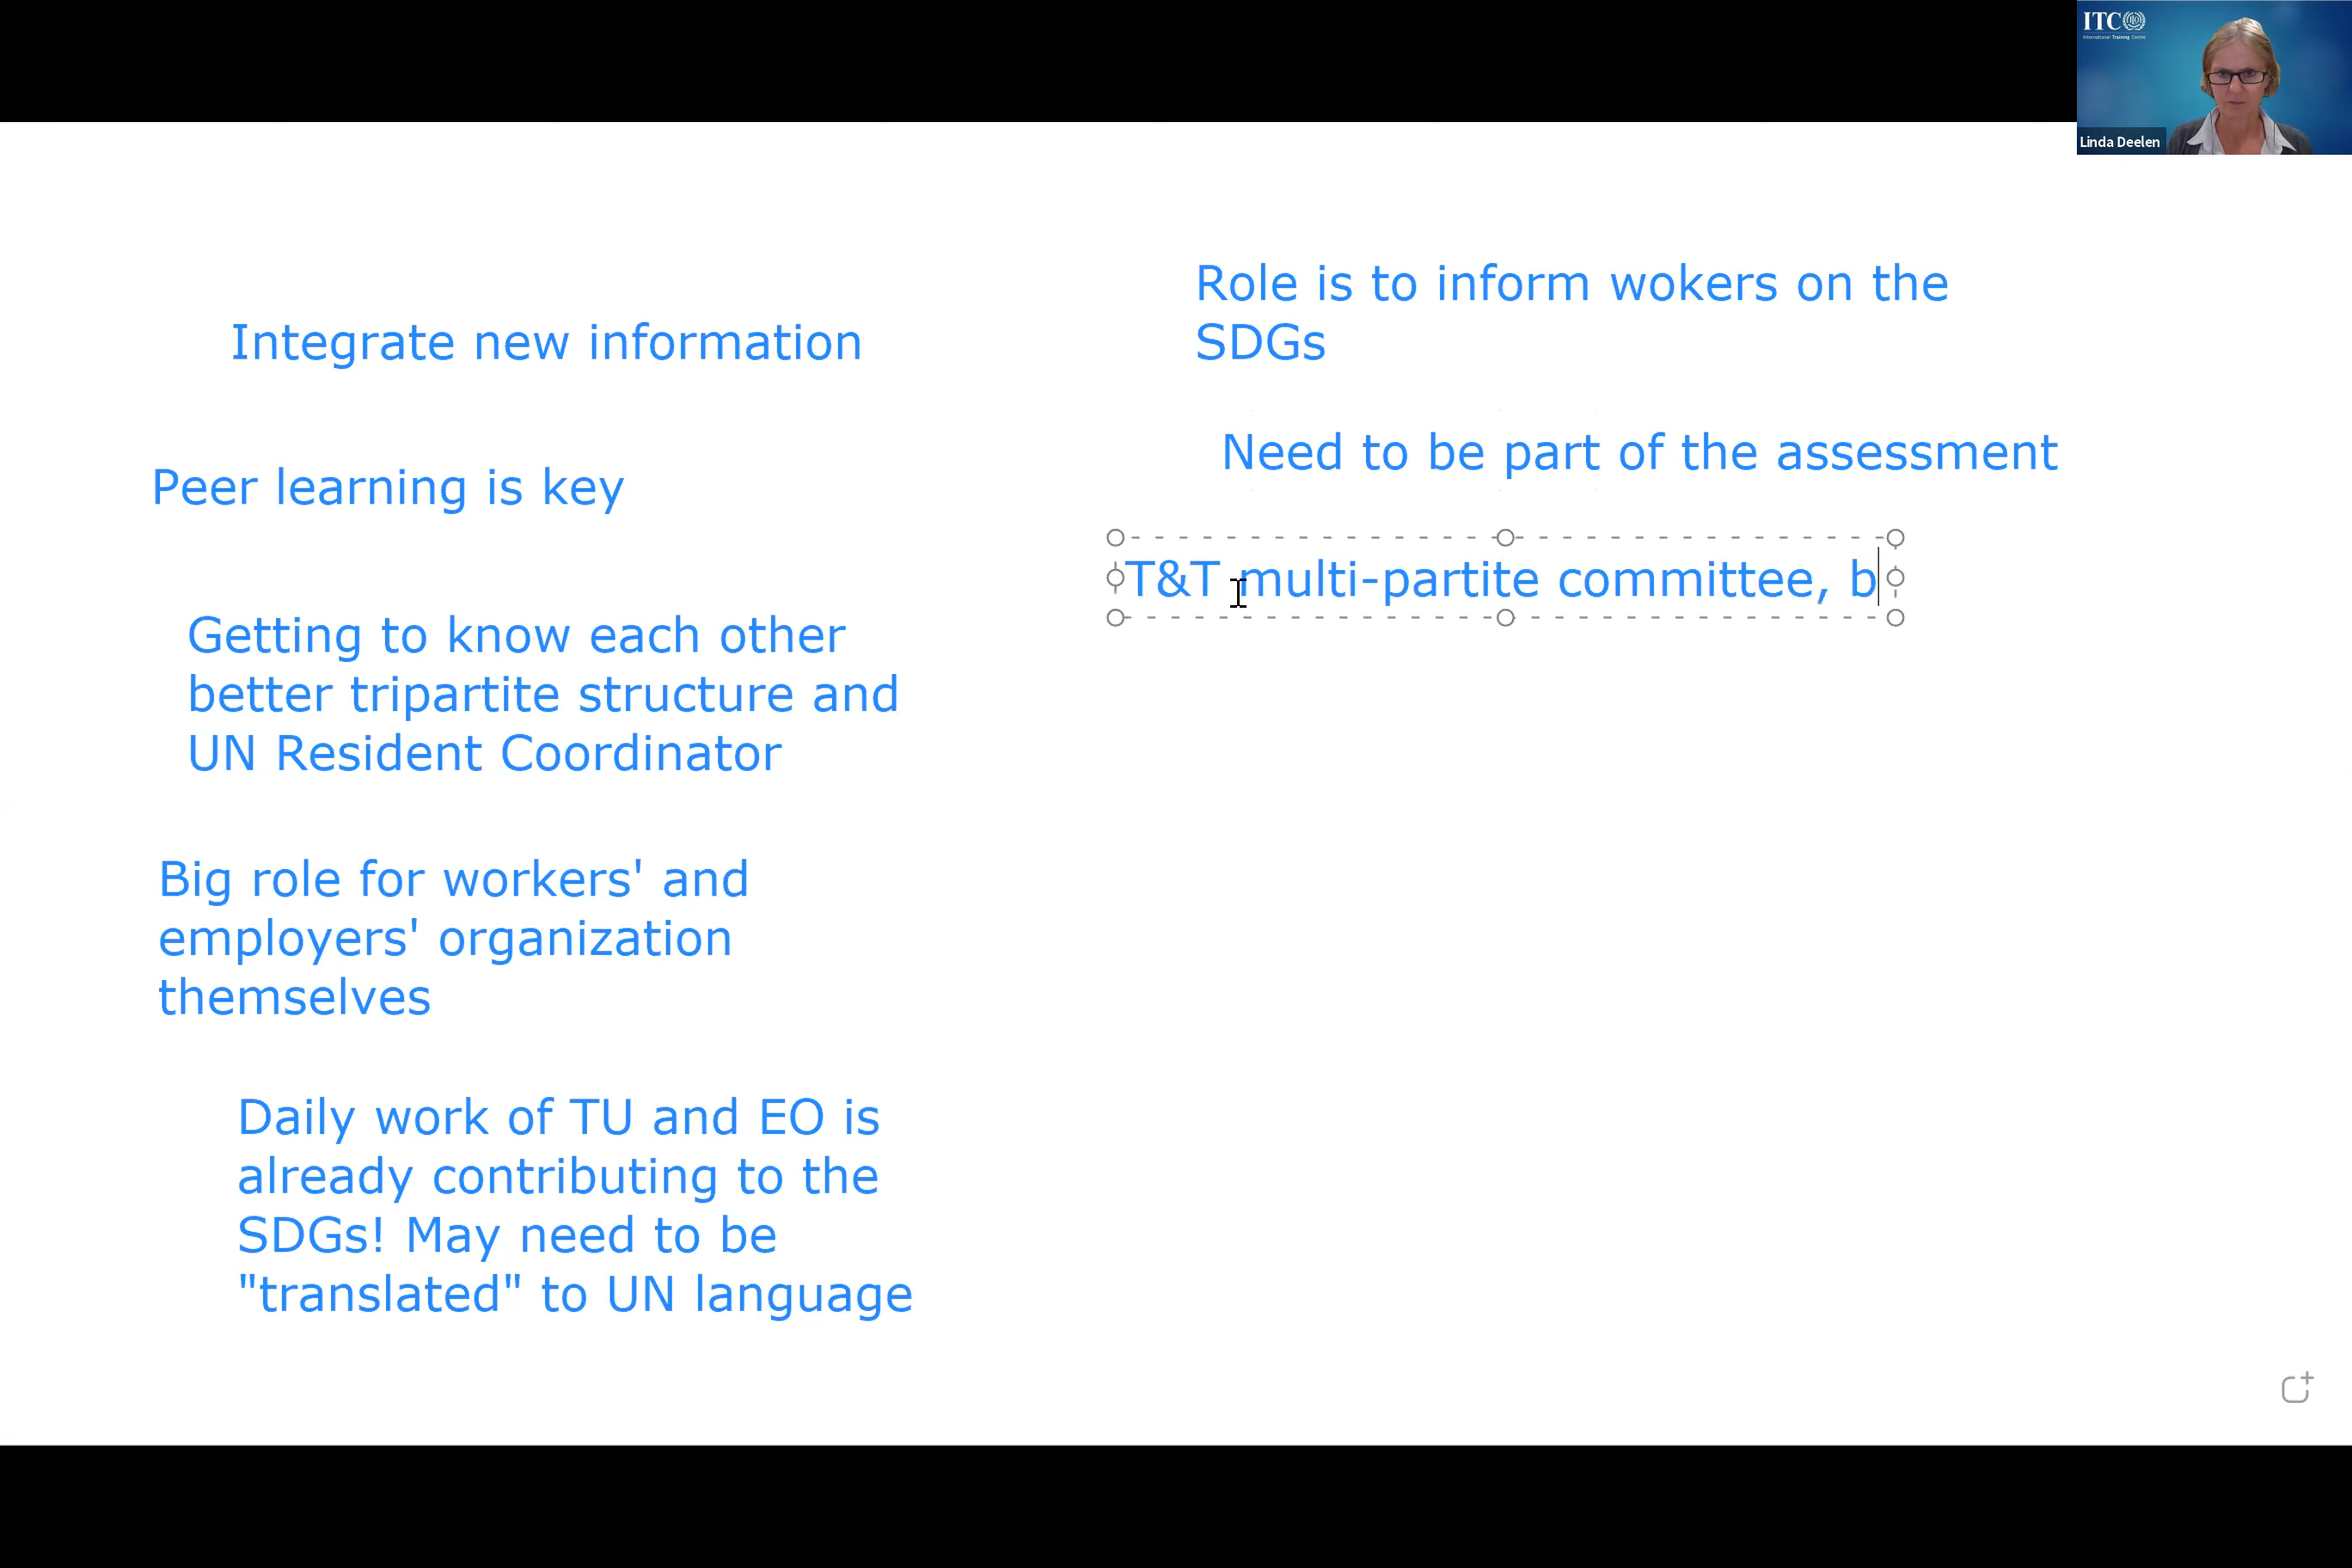 ITC
International Training Centre
Linda Deelen
Integrate new information
Peer learning is key
Getting to know each other
better tripartite structure and
UN Resident Coordinator
Big role for workers' and
employers' organization
themselves
Daily work of TU and EO is
already contributing to the
SDGs! May need to be
"translated" to UN language
Role is to inform wokers on the
SDGs
Need to be part of the assessment
T&T multi-partite committee, b